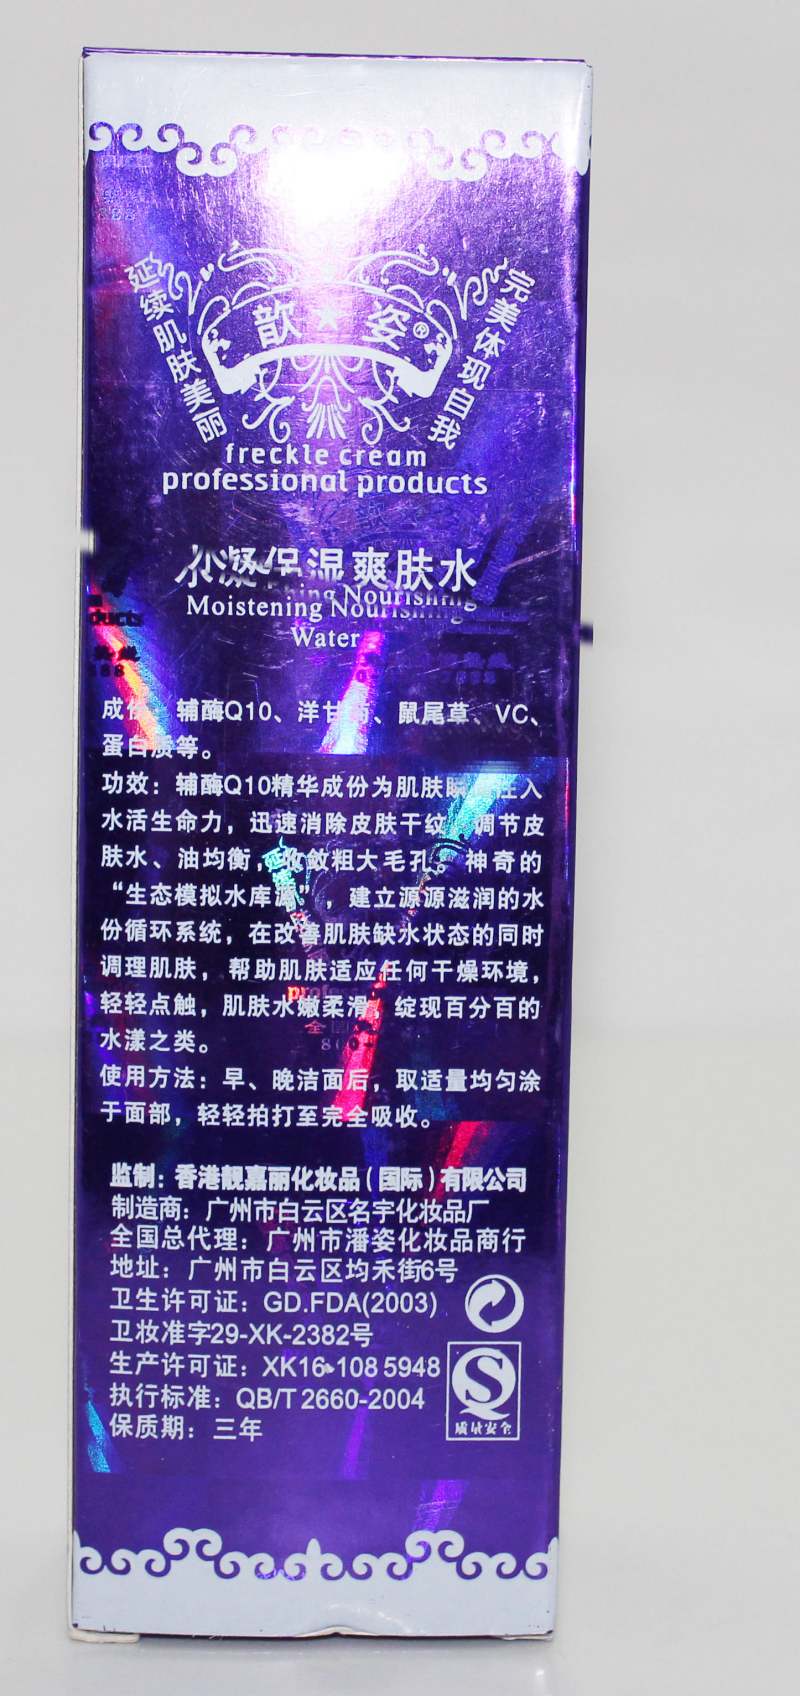 延续肌肤美丽
歆★姿®
完美体现自我
freckle cream
professional products
水凝保湿爽肤水
Moistening Nourishing
Water
成份：辅酶Q10、洋甘菊、鼠尾草、VC、
蛋白质等。
功效：辅酶Q10精华成份为肌肤瞬间注入
水活生命力，迅速消除皮肤干纹，调节皮
肤水、油均衡，收敛粗大毛孔。神奇的
“生态模拟水库源”，建立源源滋润的水
份循环系统，在改善肌肤缺水状态的同时
调理肌肤，帮助肌肤适应任何干燥环境，
轻轻点触，肌肤水嫩柔滑，绽现百分百的
水漾之类。
使用方法：早、晚洁面后，取适量均匀涂
于面部，轻轻拍打至完全吸收。
监制：香港靓嘉丽化妆品（国际）有限公司
制造商：广州市白云区名宇化妆品厂
全国总代理：广州市潘姿化妆品商行
地址：广州市白云区均禾街6号
卫生许可证：GD.FDA(2003)
卫妆准字29-XK-2382号
生产许可证：XK16-108 5948
执行标准：QB/T 2660-2004
保质期：三年
质量安全